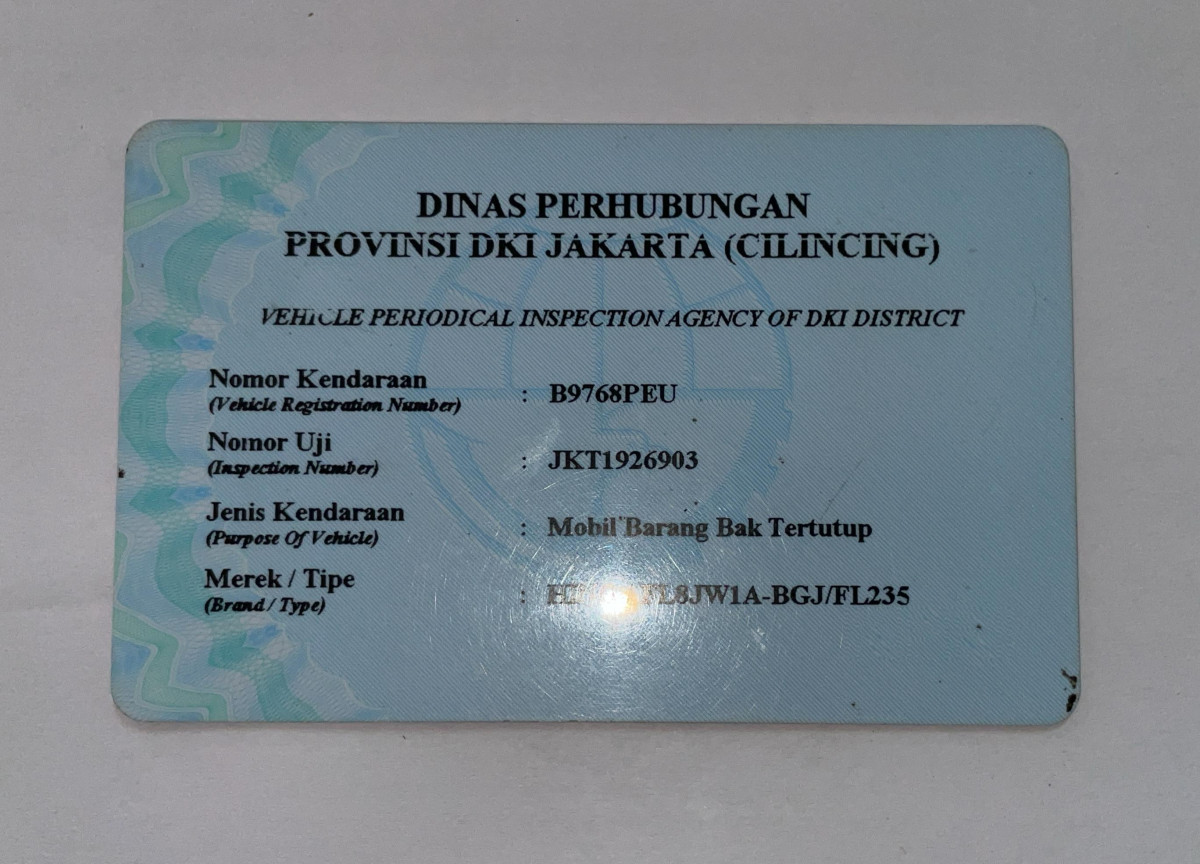 DINAS PERHUBUNGAN
PROVINSI DKI JAKARTA (CILINCING)
VEHICLE PERIODICAL INSPECTION AGENCY OF DKI DISTRICT
Nomor Kendaraan
(Vehicle Registration Number) : B9768PEU
Nomor Uji
(Inspection Number) : JKT1926903
Jenis Kendaraan
(Purpose Of Vehicle) : Mobil Barang Bak Tertutup
Merek / Tipe
(Brand / Type) : FL8JW1A-BGJ/FL235